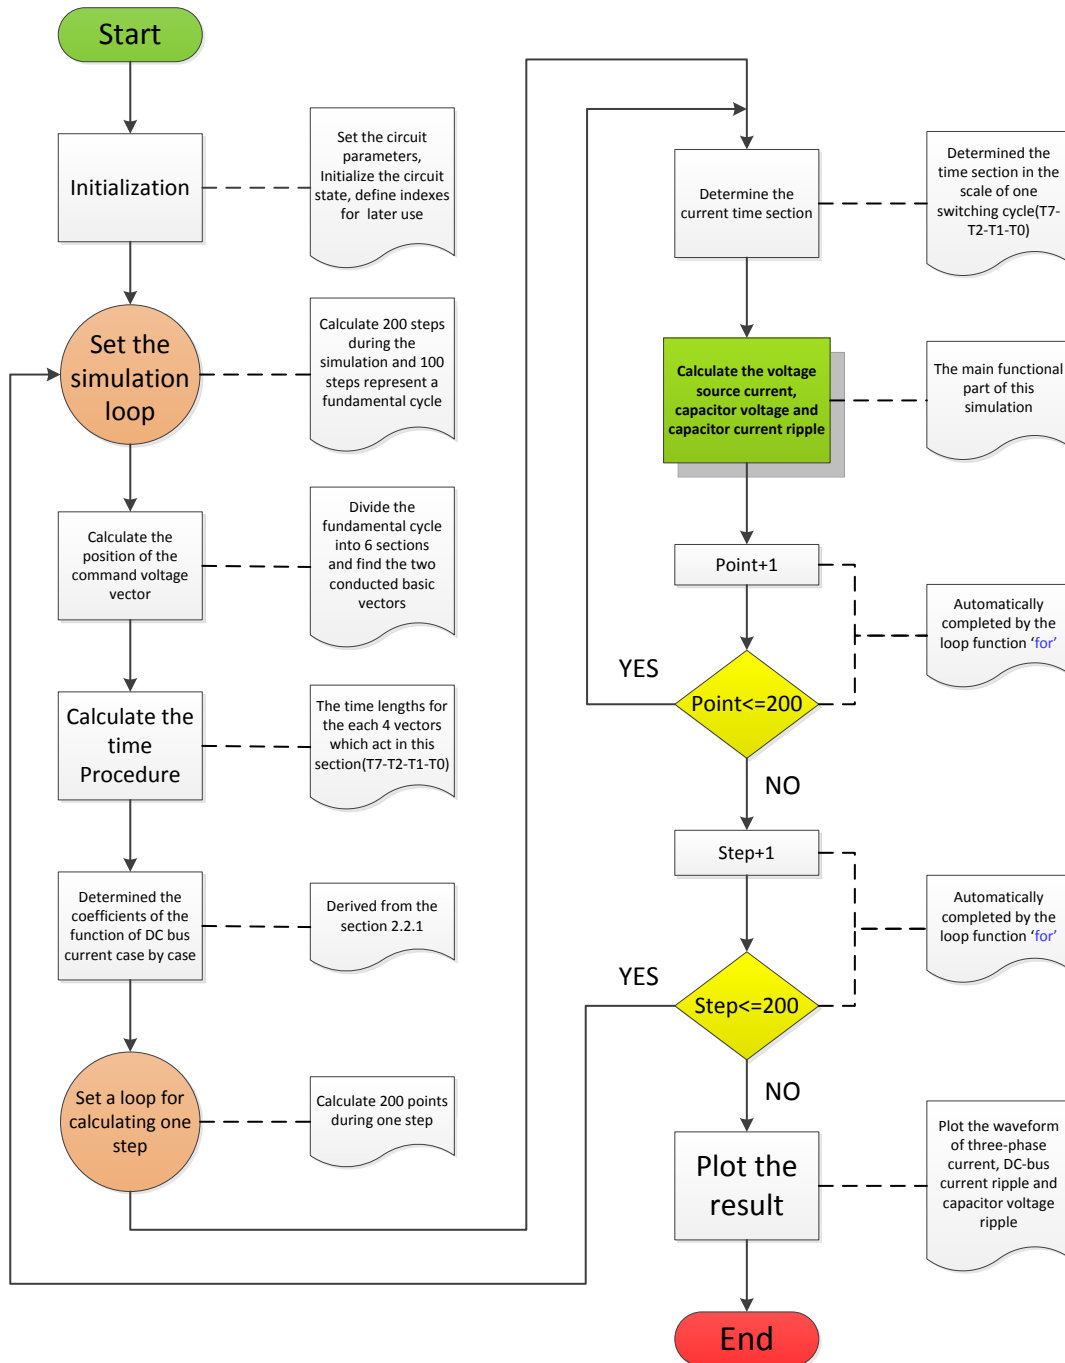 Start
Initialization
Set the circuit
parameters,
Initialize the circuit
state, define indexes
for later use
Set the
simulation
loop
Calculate 200 steps
during the
simulation and 100
steps represent a
fundamental cycle
Calculate the
position of the
command voltage
vector
Divide the
fundamental cycle
into 6 sections
and find the two
conducted basic
vectors
Calculate the
time
Procedure
The time lengths for
the each 4 vectors
which act in this
section(T7-T2-T1-T0)
Determined the
coefficients of the
function of DC bus
current case by case
Derived from the
section 2.2.1
Set a loop for
calculating one
step
Calculate 200 points
during one step
Determine the
current time section
Determined the
time section in the
scale of one
switching cycle(T7-
T2-T1-T0)
Calculate the voltage
source current,
capacitor voltage and
capacitor current ripple
The main functional
part of this
simulation
Point+1
Automatically
completed by the
loop function ‘for’
YES
Point<=200
NO
Step+1
Automatically
completed by the
loop function ‘for’
YES
Step<=200
NO
Plot the
result
Plot the waveform
of three-phase
current, DC-bus
current ripple and
capacitor voltage
ripple
End